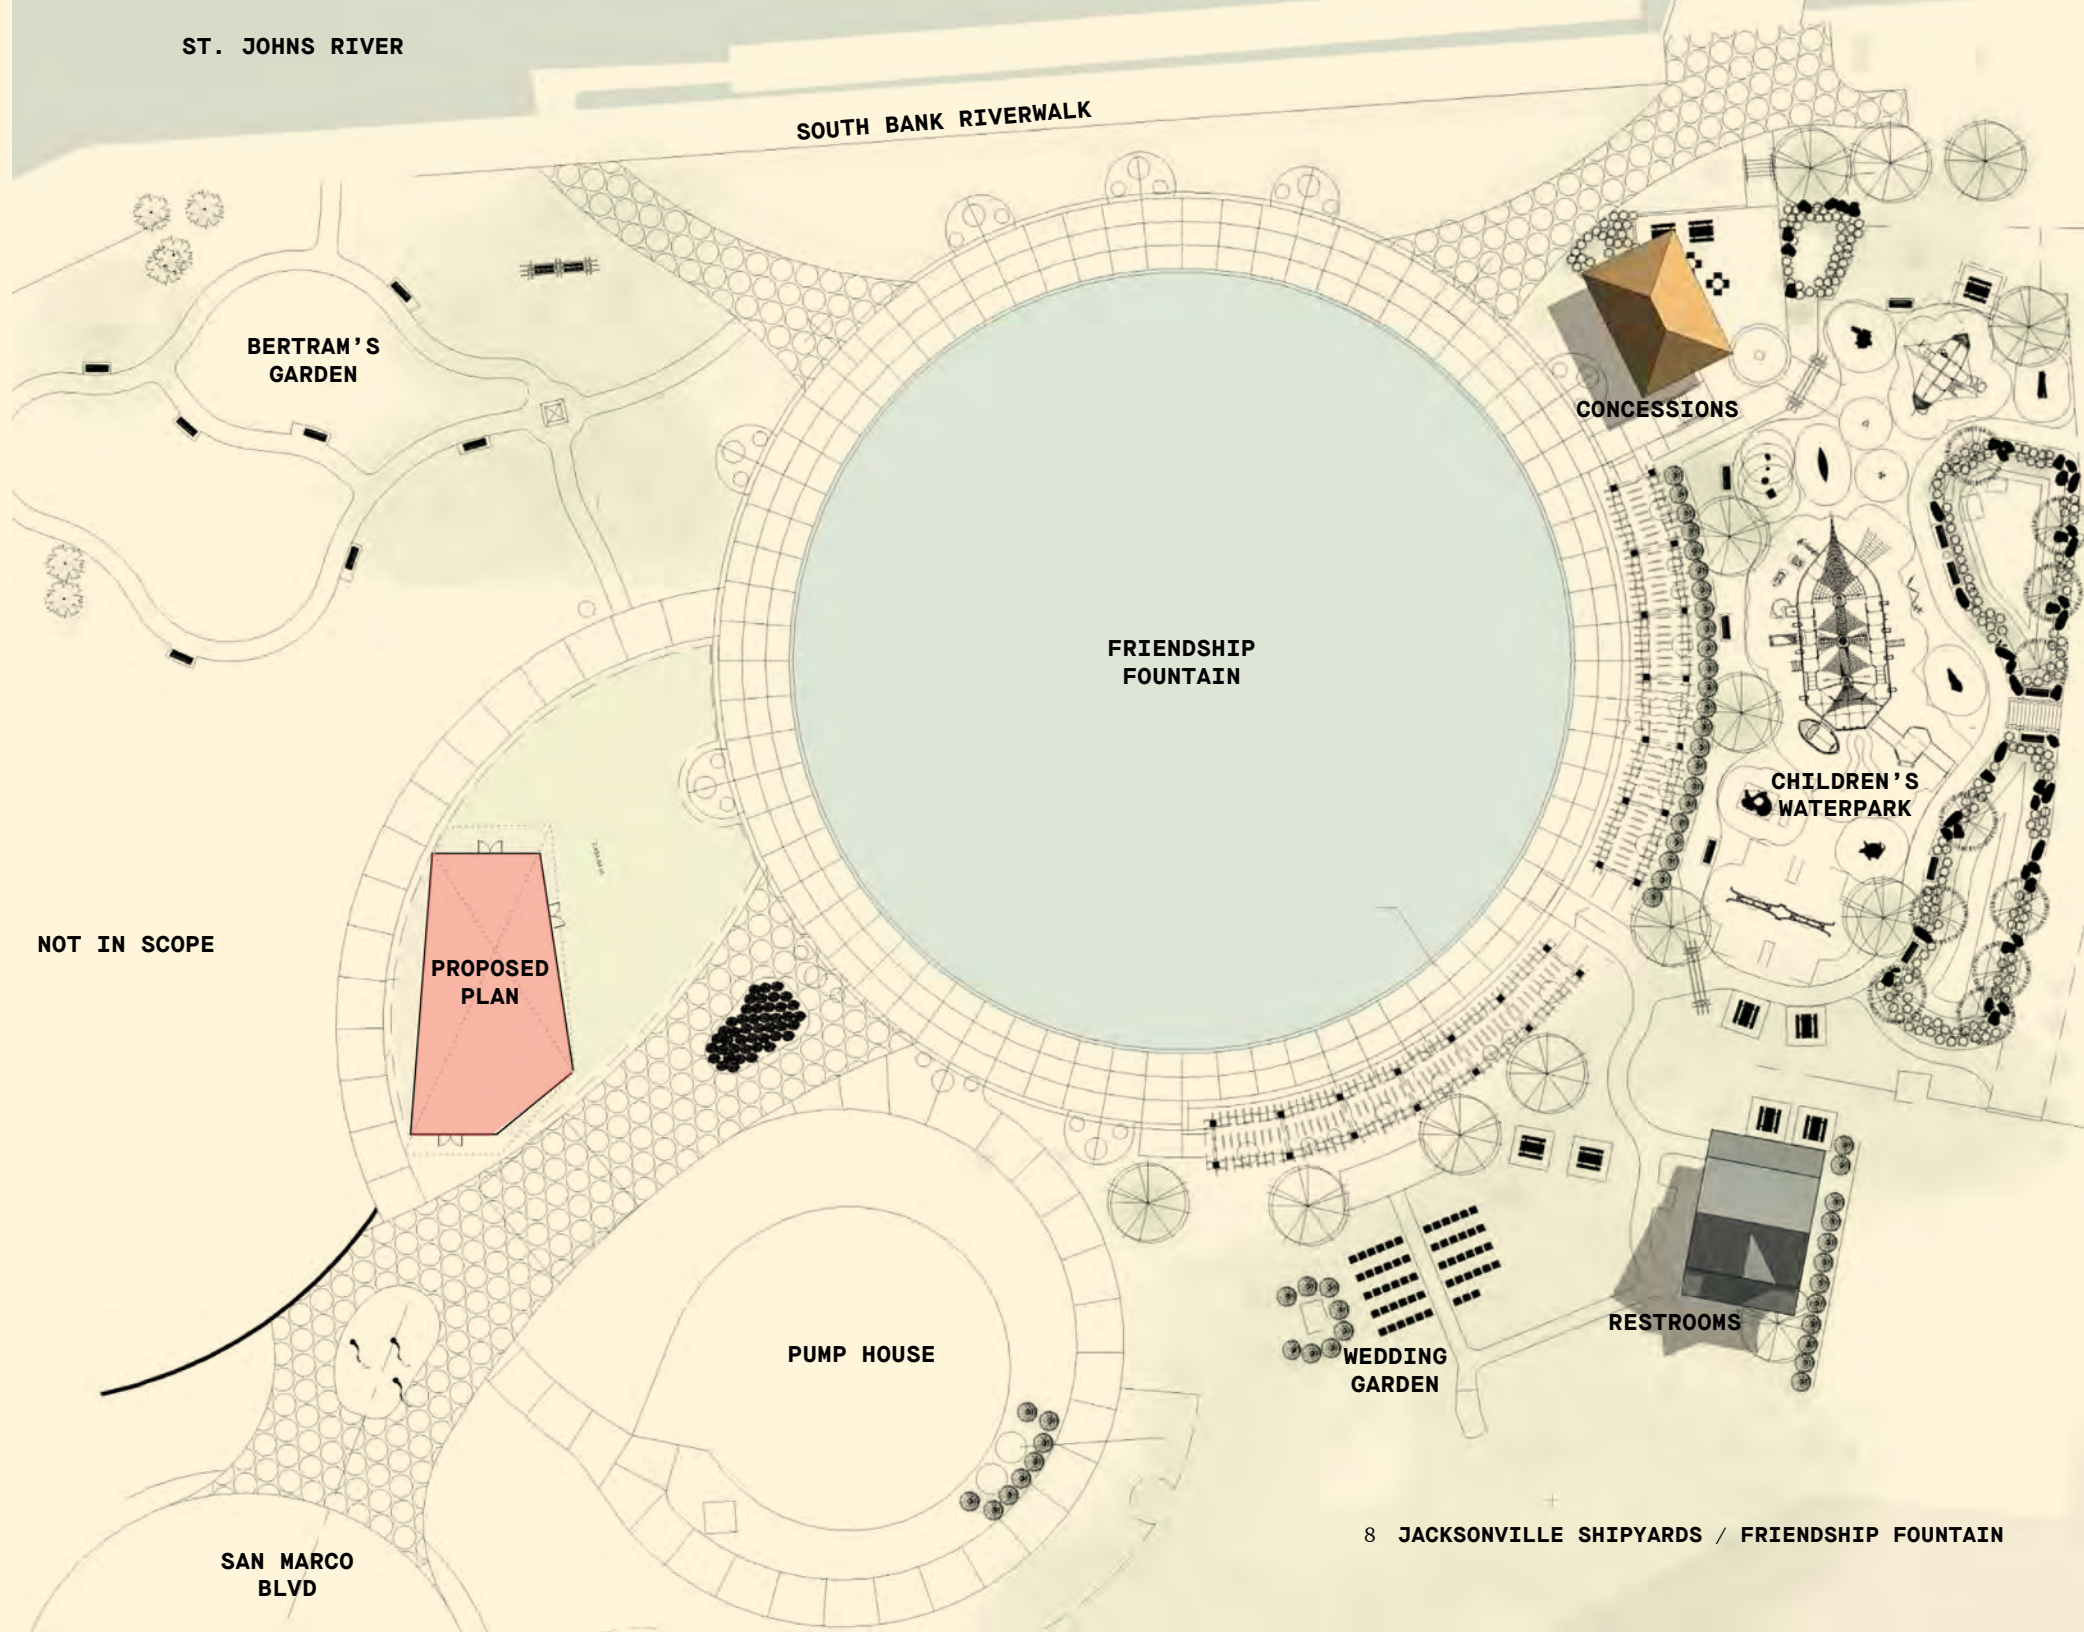 ST. JOHNS RIVER
SOUTH BANK RIVERWALK
BERTRAM'S
GARDEN
CONCESSIONS
FRIENDSHIP
FOUNTAIN
CHILDREN'S
WATERPARK
NOT IN SCOPE
PROPOSED
PLAN
PUMP HOUSE
RESTROOMS
WEDDING
GARDEN
SAN MARCO
BLVD
8 JACKSONVILLE SHIPYARDS / FRIENDSHIP FOUNTAIN